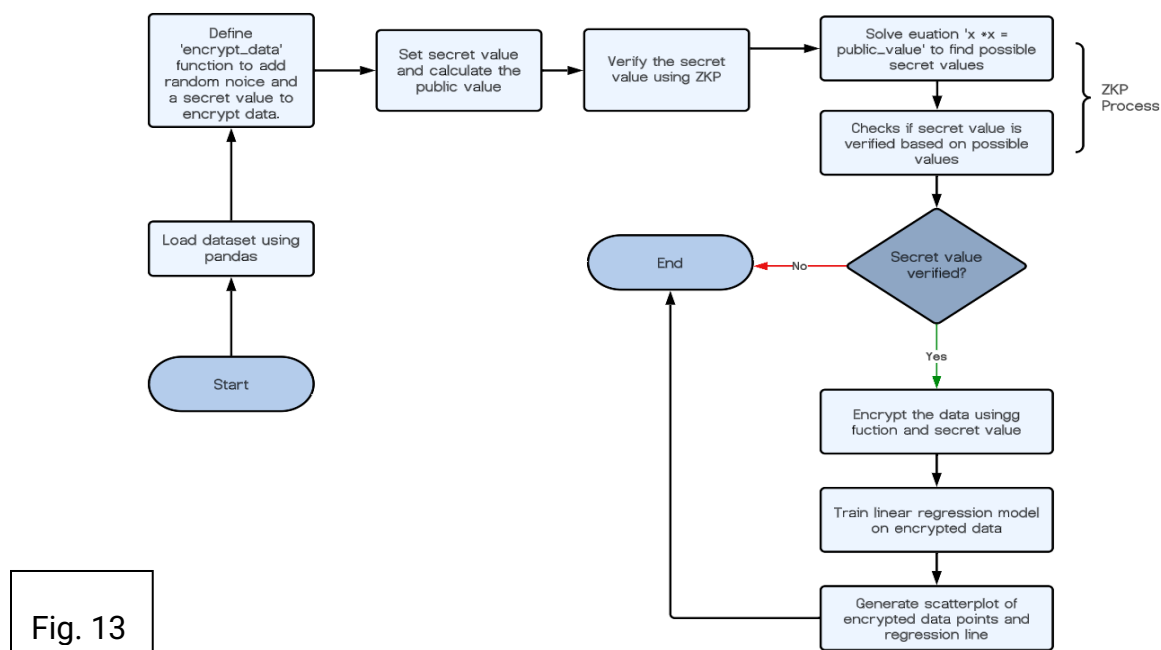 Define
'encrypt_data'
function to add
random noice and
a secret value to
encrypt data.
Set secret value
and calculate the
public value
Verify the secret
value using ZKP
Solve euation 'x *x =
public_value' to find possible
secret values
ZKP
Process
Checks if secret value is
verified based on possible
values
Load dataset using
pandas
End
No
Secret value
verified?
Yes
Start
Encrypt the data usingg
fuction and secret value
Train linear regression model
on encrypted data
Generate scatterplot of
encrypted data points and
regression line
Fig. 13